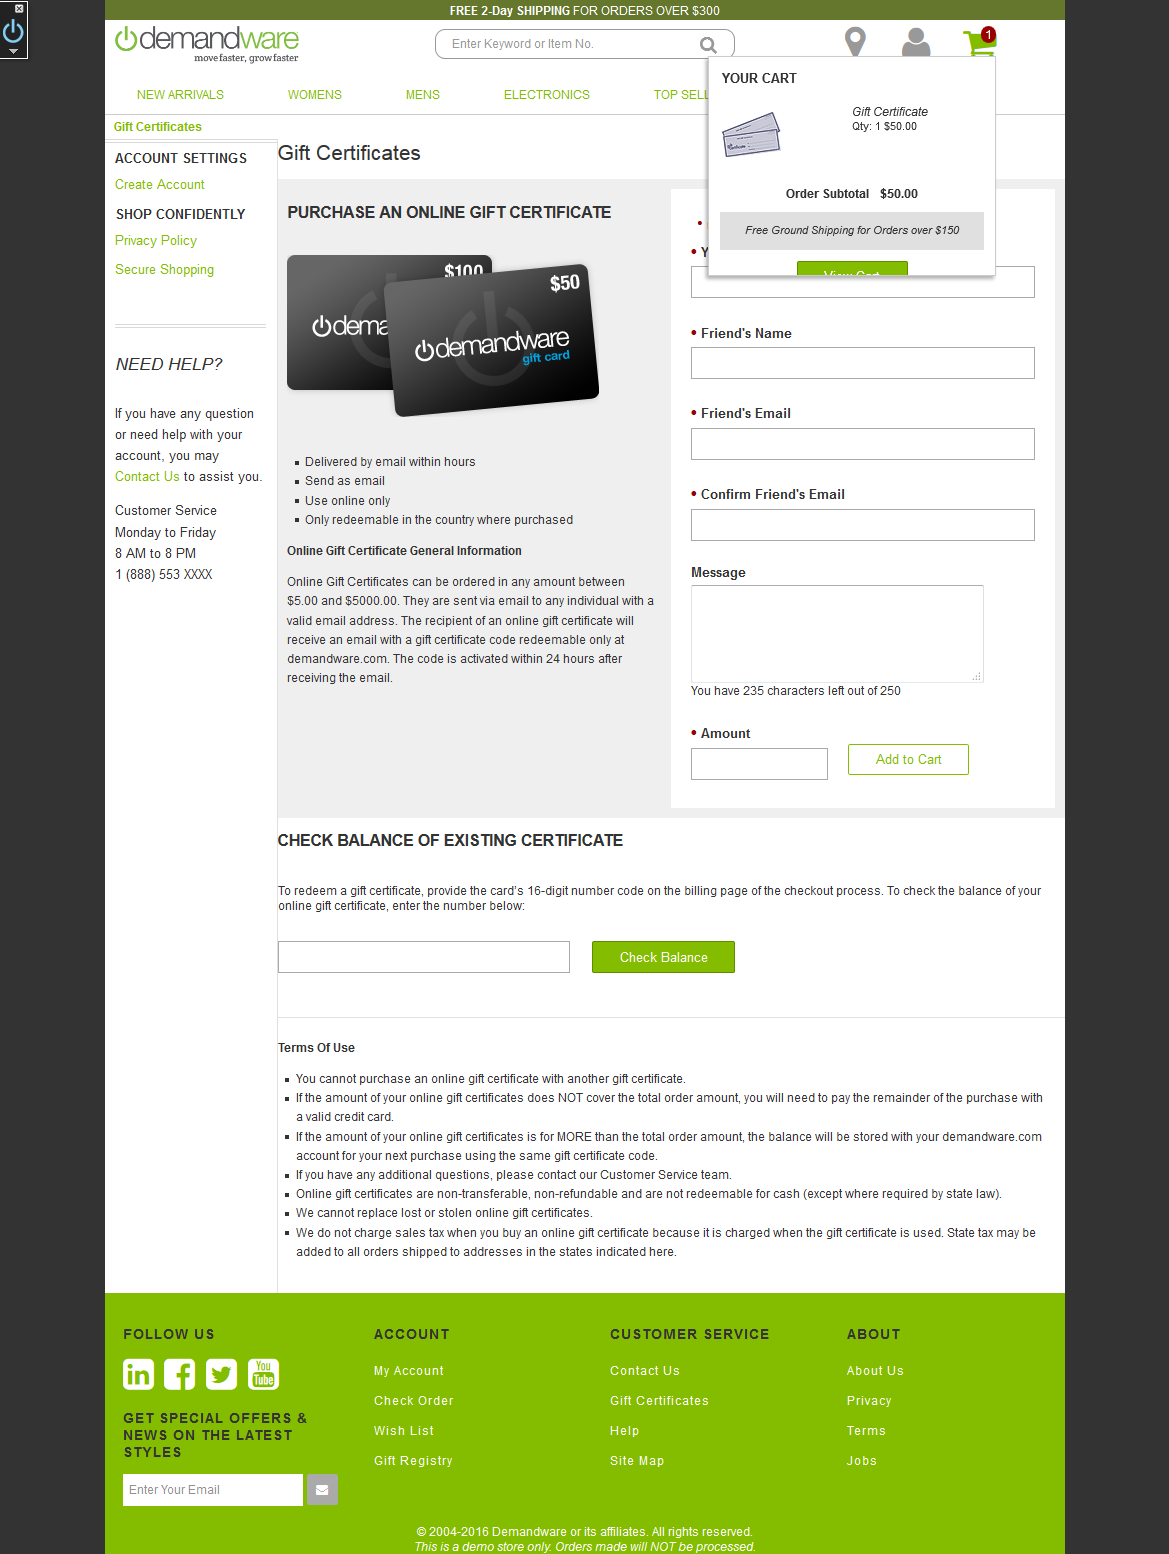 FREE 2-Day SHIPPING FOR ORDERS OVER $300
demandware
move faster, grow faster
Enter Keyword or Item No.
1
NEW ARRIVALS
WOMENS
MENS
ELECTRONICS
TOP SELL
YOUR CART
Gift Certificate
Qty: 1 $50.00
Order Subtotal $50.00
Free Ground Shipping for Orders over $150
View Cart
Gift Certificates
ACCOUNT SETTINGS
Create Account
SHOP CONFIDENTLY
Privacy Policy
Secure Shopping
NEED HELP?
If you have any question
or need help with your
account, you may
Contact Us to assist you.
Customer Service
Monday to Friday
8 AM to 8 PM
1 (888) 553 XXXX
Gift Certificates
PURCHASE AN ONLINE GIFT CERTIFICATE
$100
dema
$50
demandware
gift card
Delivered by email within hours
Send as email
Use online only
Only redeemable in the country where purchased
Online Gift Certificate General Information
Online Gift Certificates can be ordered in any amount between
$5.00 and $5000.00. They are sent via email to any individual with a
valid email address. The recipient of an online gift certificate will
receive an email with a gift certificate code redeemable only at
demandware.com. The code is activated within 24 hours after
receiving the email.
•
• Y
• Friend's Name
• Friend's Email
• Confirm Friend's Email
Message
You have 235 characters left out of 250
• Amount
Add to Cart
CHECK BALANCE OF EXISTING CERTIFICATE
To redeem a gift certificate, provide the card's 16-digit number code on the billing page of the checkout process. To check the balance of your
online gift certificate, enter the number below:
Check Balance
Terms Of Use
You cannot purchase an online gift certificate with another gift certificate.
If the amount of your online gift certificates does NOT cover the total order amount, you will need to pay the remainder of the purchase with
a valid credit card.
If the amount of your online gift certificates is for MORE than the total order amount, the balance will be stored with your demandware.com
account for your next purchase using the same gift certificate code.
If you have any additional questions, please contact our Customer Service team.
Online gift certificates are non-transferable, non-refundable and are not redeemable for cash (except where required by state law).
We cannot replace lost or stolen online gift certificates.
We do not charge sales tax when you buy an online gift certificate because it is charged when the gift certificate is used. State tax may be
added to all orders shipped to addresses in the states indicated here.
FOLLOW US
in
You
Tube
GET SPECIAL OFFERS &
NEWS ON THE LATEST
STYLES
Enter Your Email
ACCOUNT
My Account
Check Order
Wish List
Gift Registry
CUSTOMER SERVICE
Contact Us
Gift Certificates
Help
Site Map
ABOUT
About Us
Privacy
Terms
Jobs
© 2004-2016 Demandware or its affiliates. All rights reserved.
This is a demo store only. Orders made will NOT be processed.